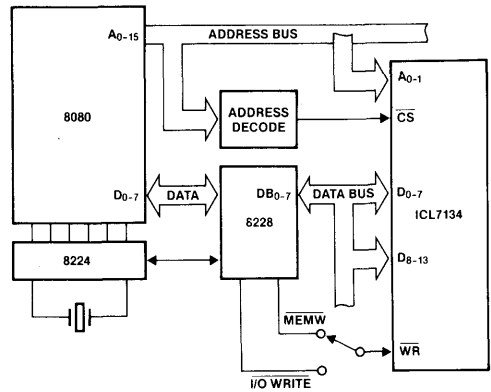 A0-15
ADDRESS BUS
A0-1
8080
ADDRESS
DECODE
CS
D0-7
DATA
DB0-7
DATA BUS
D0-7
8228
ICL7134
8224
D8-13
MEMW
WR
I/O WRITE